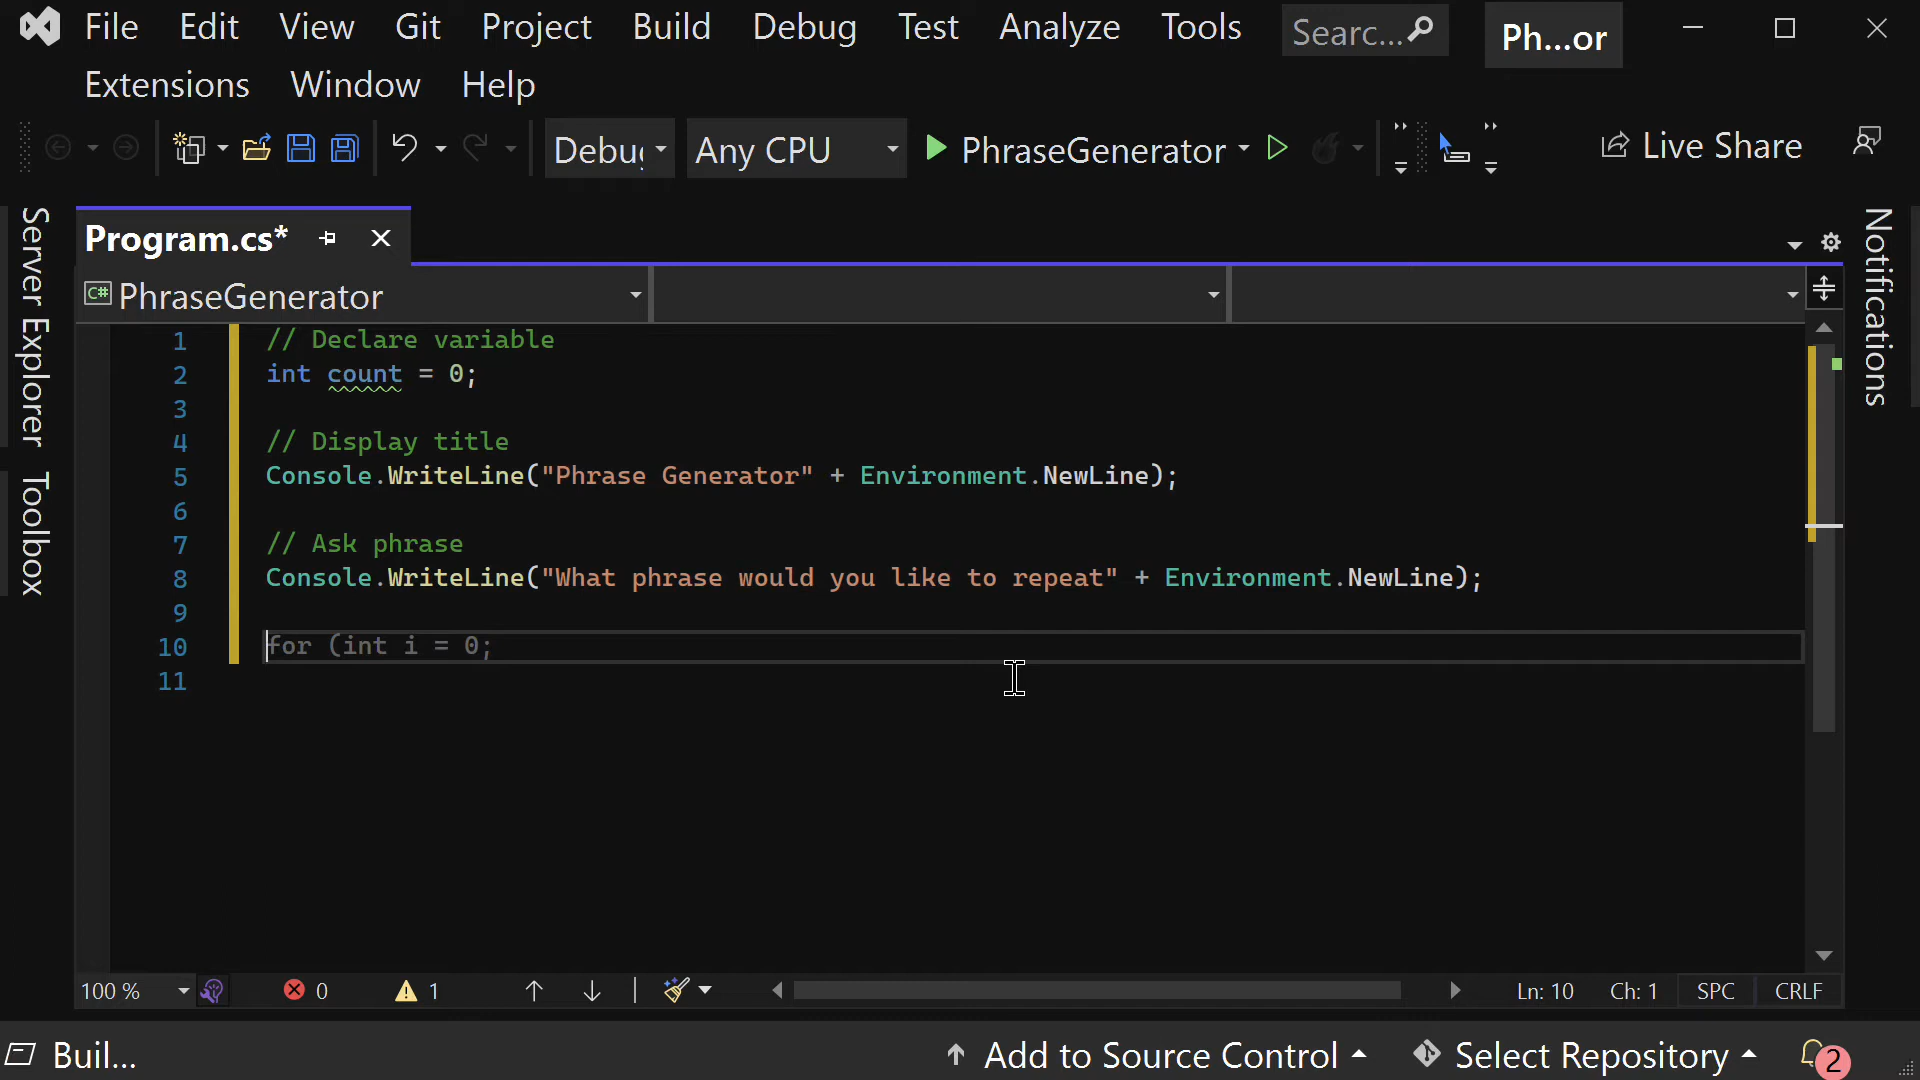 File Edit View Git Project Build Debug Test Analyze Tools Searc... Ph...or
Extensions Window Help
Debu Any CPU PhraseGenerator Live Share
Server Explorer
Toolbox
Notifications
Program.cs*
C# PhraseGenerator
1 // Declare variable
2 int count = 0;
3
4 // Display title
5 Console.WriteLine("Phrase Generator" + Environment.NewLine);
6
7 // Ask phrase
8 Console.WriteLine("What phrase would you like to repeat" + Environment.NewLine);
9
10 for (int i = 0;
11
100 % 0 1 Ln: 10 Ch: 1 SPC CRLF
Buil... Add to Source Control Select Repository 2